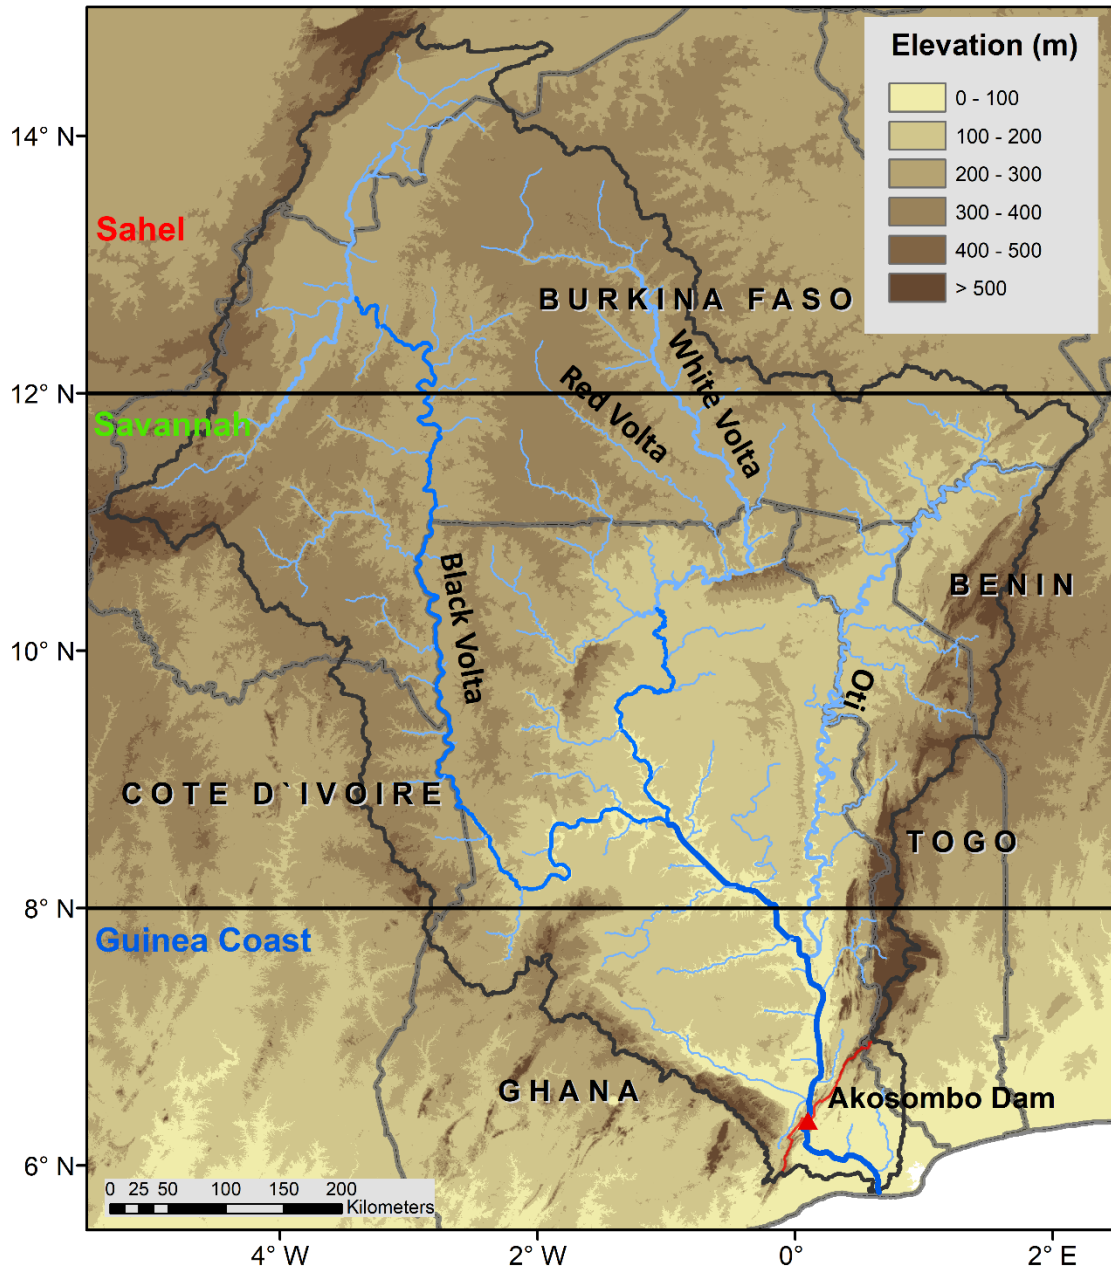 Elevation (m)
0 - 100
100 - 200
200 - 300
300 - 400
400 - 500
> 500
14° N
Sahel
BURKINA FASO
White Volta
Red Volta
12° N
Savannah
Black Volta
BENIN
10° N
Oti
COTE D`IVOIRE
TOGO
8° N
Guinea Coast
GHANA
Akosombo Dam
6° N
0 25 50 100 150 200
Kilometers
4° W 2° W 0° 2° E